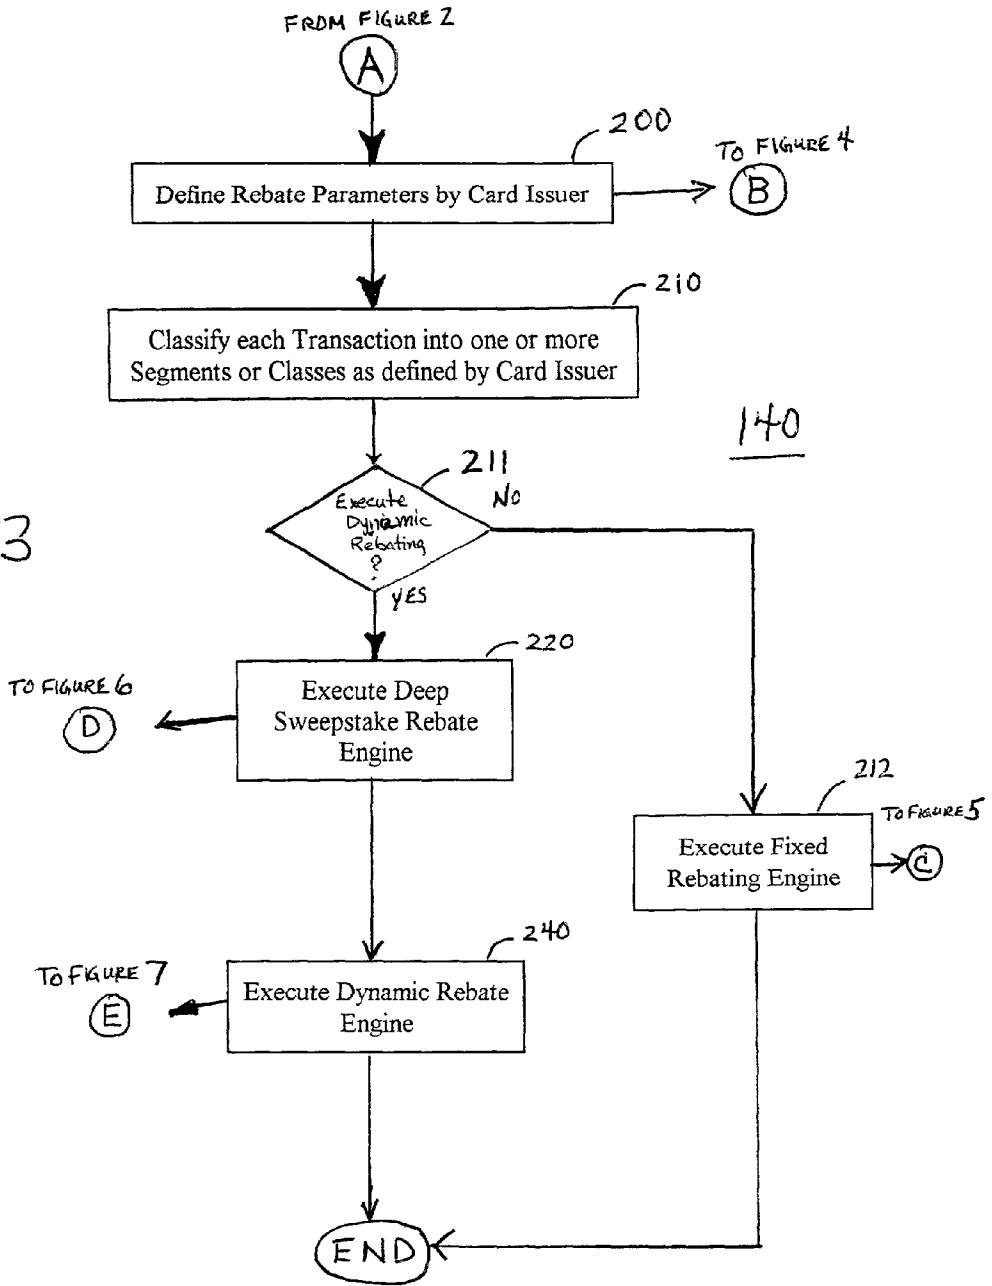 FROM FIGURE 2
A
200
TO FIGURE 4
Define Rebate Parameters by Card Issuer
B
210
Classify each Transaction into one or more
Segments or Classes as defined by Card Issuer
140
211
NO
Execute
Dynamic
Rebating
?
3
YES
220
TO FIGURE 6
D
Execute Deep
Sweepstake Rebate
Engine
212
TO FIGURE 5
Execute Fixed
Rebating Engine
C
240
TO FIGURE 7
E
Execute Dynamic Rebate
Engine
END